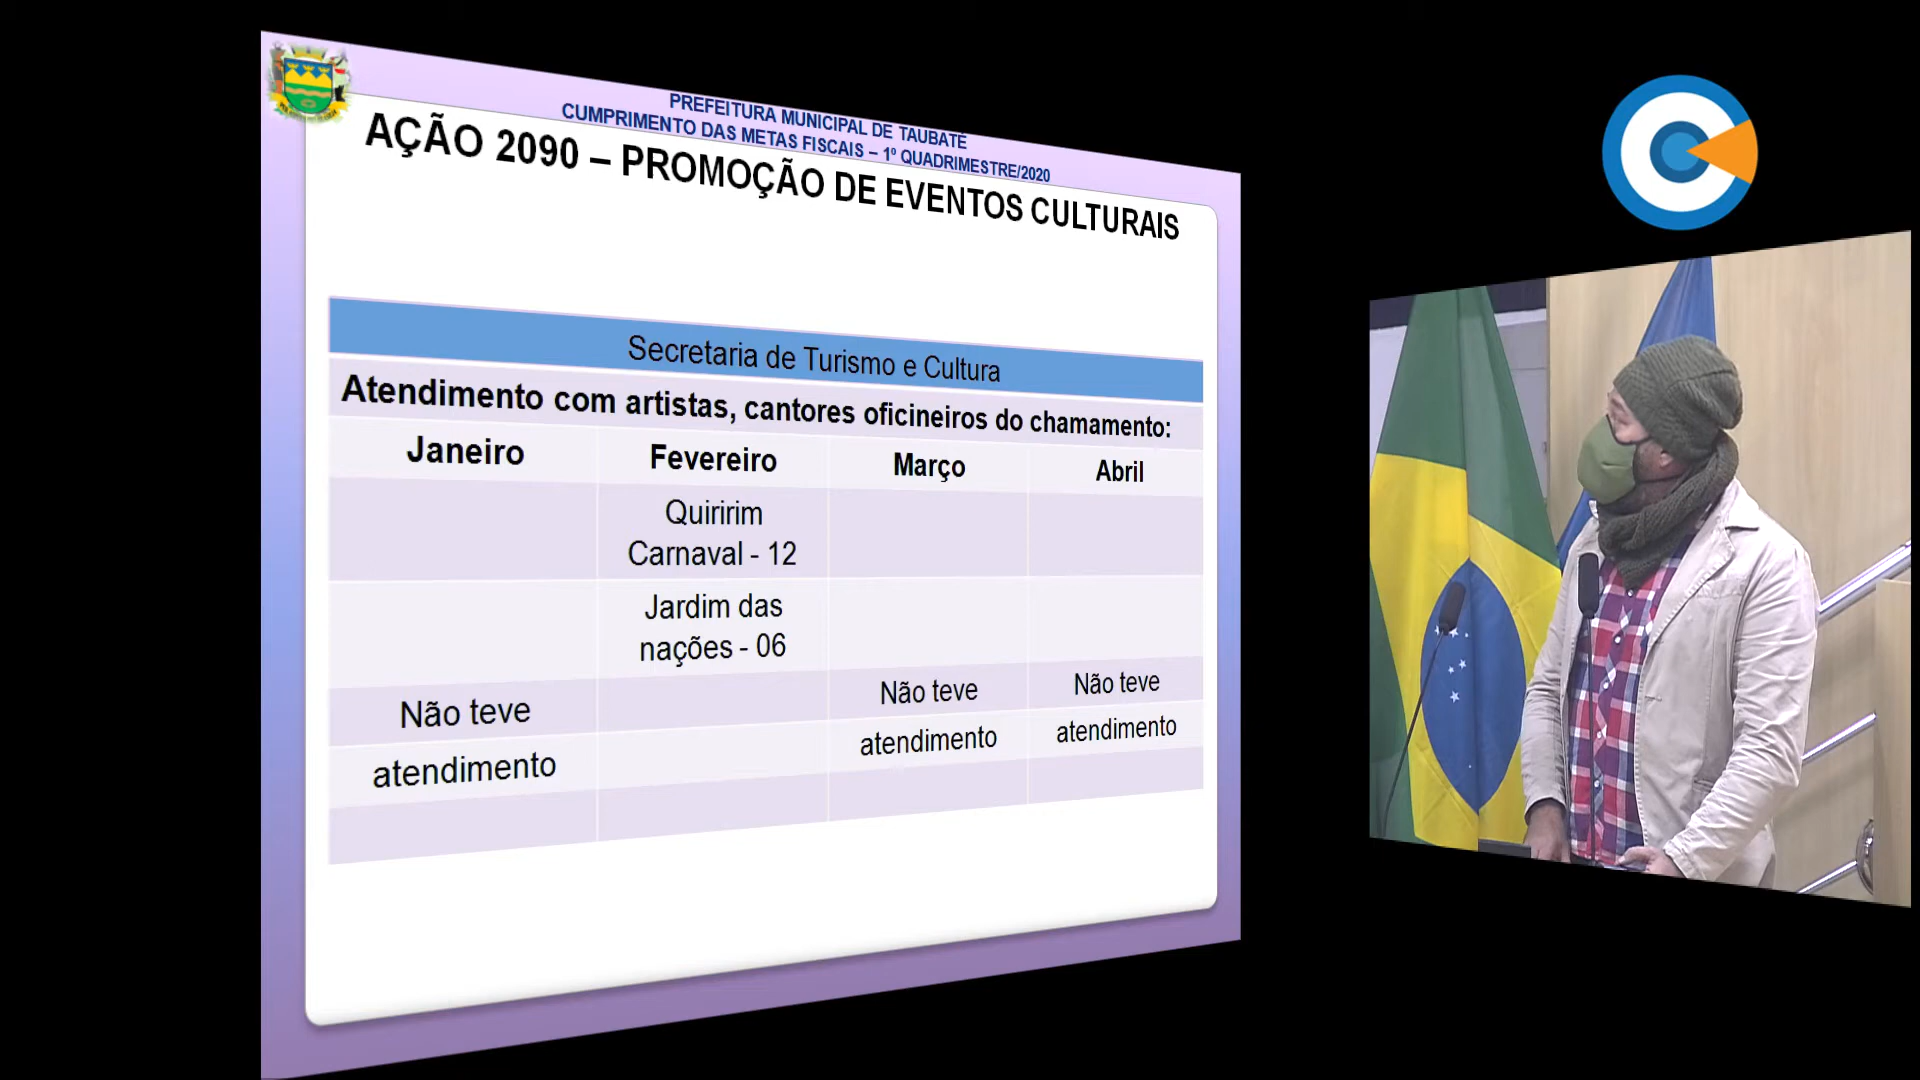 PREFEITURA MUNICIPAL DE TAUBATÉ
CUMPRIMENTO DAS METAS FISCAIS – 1º QUADRIMESTRE/2020
AÇÃO 2090 – PROMOÇÃO DE EVENTOS CULTURAIS
Secretaria de Turismo e Cultura
Atendimento com artistas, cantores oficineiros do chamamento:
Janeiro Fevereiro Março Abril
Quiririm
Carnaval - 12
Jardim das
nações - 06
Não teve Não teve Não teve
atendimento atendimento atendimento